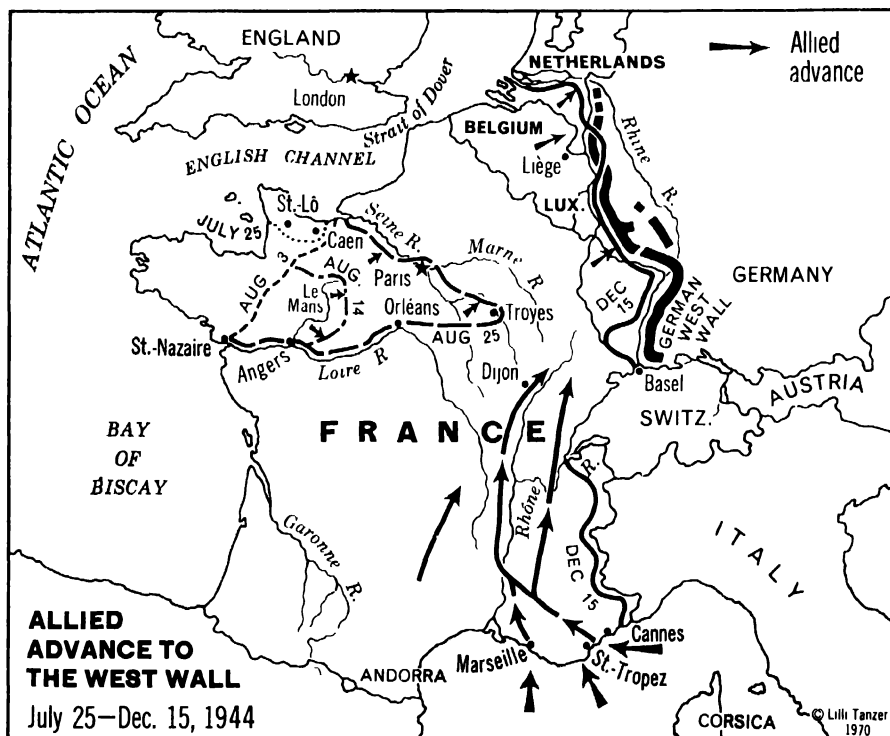 ENGLAND
London
ATLANTIC OCEAN
Strait of Dover
ENGLISH CHANNEL
NETHERLANDS
Allied
advance
BELGIUM
Liège
LUX.
Rhine
R.
GERMANY
JULY 25
St.-Lô
Caen
Seine R.
Marne
R
Paris
AUG 3
AUG. 14
Le
Mans
Orléans
Troyes
AUG 25
St.-Nazaire
Angers
Loire R
DEC
15
GERMAN
WEST
WALL
Dijon
Basel
AUSTRIA
SWITZ.
FRANCE
BAY
OF
BISCAY
Rhône
R.
Garonne
R.
DEC 15
ITALY
ALLIED
ADVANCE TO
THE WEST WALL
July 25—Dec. 15, 1944
ANDORRA
Marseille
St.-Tropez
Cannes
CORSICA
© Lilli Tanzer
1970